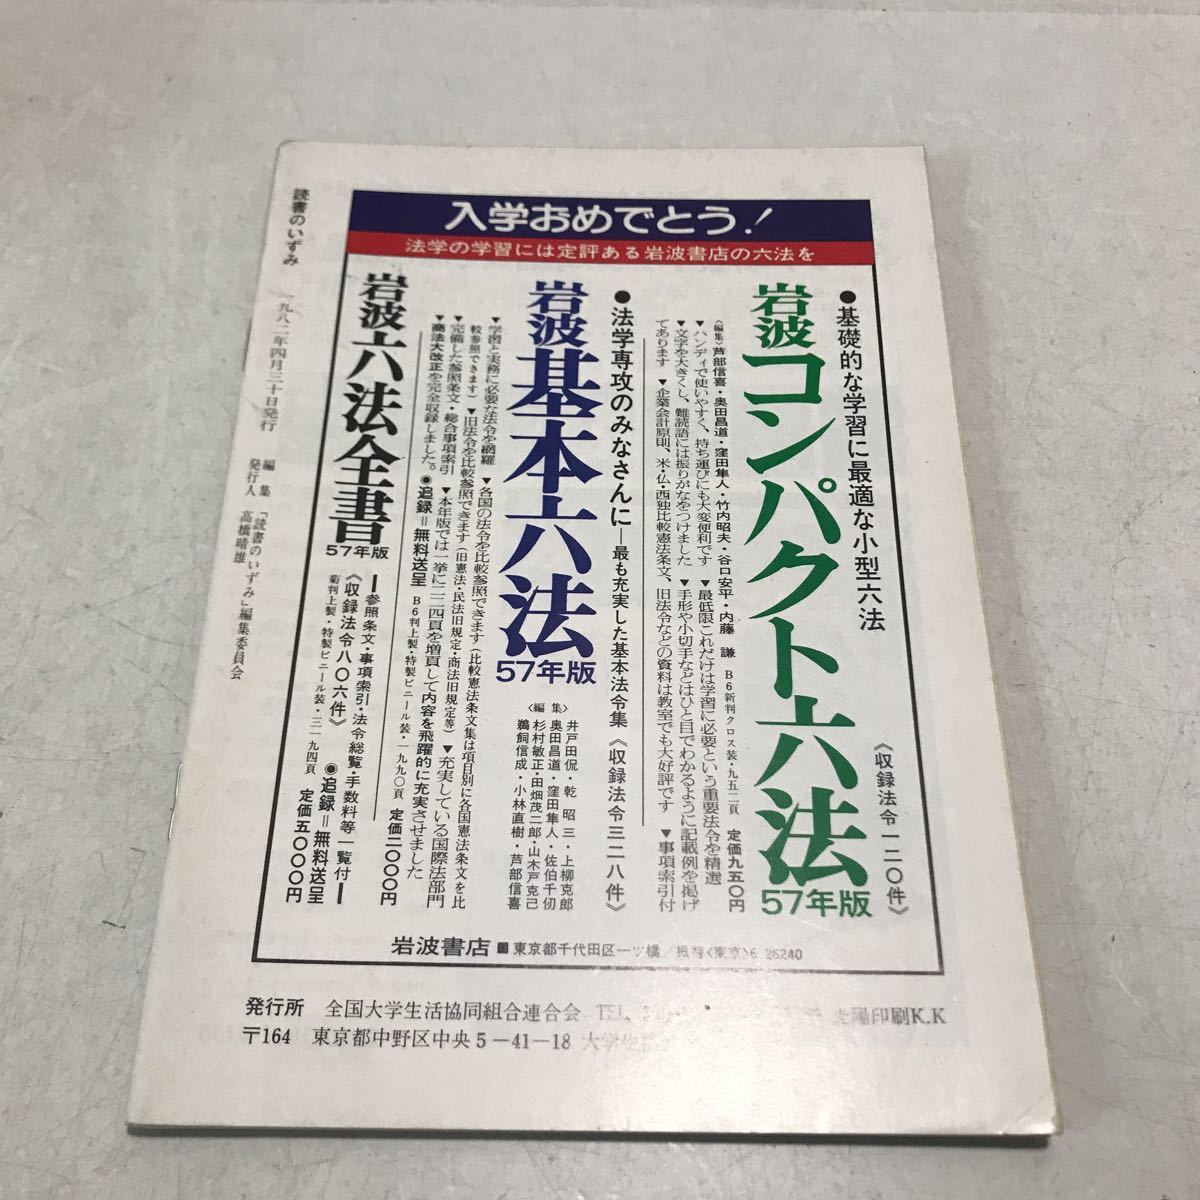 入学おめでとう!
法学の学習には定評ある岩波書店の六法を
●基礎的な学習に最適な小型六法
《収録法令一二〇件》
岩波コンパクト六法
57年版
〈編集〉芦部信喜・奥田昌道・窪田隼人・竹内昭夫・谷口安平・内藤 謙 B6新判クロス装・九五二頁 定価九五〇円
▼ハンディで使いやすく、持ち運びにも大変便利です ▼最低限これだけは学習に必要という重要法令を精選
▼文字を大きくし、難読語には振りがなをつけました ▼手形や小切手などはひと目でわかるように記載例を掲げ
てあります ▼企業会計原則、米・仏・西独比較憲法条文、旧法令などの資料は教室でも大好評です ▼事項索引付
●法学専攻のみなさんに―最も充実した基本法令集《収録法令三二八件》
岩波基本六法
57年版
〈編集〉
井戸田侃・乾 昭三・上柳克郎
奥田昌道・窪田隼人・佐伯千仭
杉村敏正・田畑茂二郎・山木戸克己
鵜飼信成・小林直樹・芦部信喜
▼学習と実務に必要な法令を網羅 ▼各国の法令を比較参照できます(比較憲法条文集は項目別に各国憲法条文を比
較参照できます) ▼旧法令を比較参照できます(旧憲法・民法旧規定・商法旧規定等) ▼充実している国際法部門
▼完備した参照条文・総合事項索引 ▼本年版では一挙に二二四頁を増頁して内容を飛躍的に充実させました
▼商法大改正を完全収録しました。 ●追録=無料送呈 B6判上製・特製ビニール装・一九九〇頁 定価二〇〇〇円
岩波六法全書
57年版
―参照条文・事項索引・法令総覧・手数料等一覧付―
《収録法令八〇六件》 ●追録=無料送呈
菊判上製・特製ビニール装・三一九四頁 定価五〇〇〇円
岩波書店■東京都千代田区一ツ橋/振替〈東京〉6-26240
読書のいずみ 一九八二年四月三十日発行
編集 「読書のいずみ」編集委員会
発行人 高橋晴雄
発行所 全国大学生活協同組合連合会 TEL 陽印刷K.K
〒164 東京都中野区中央5-41-18